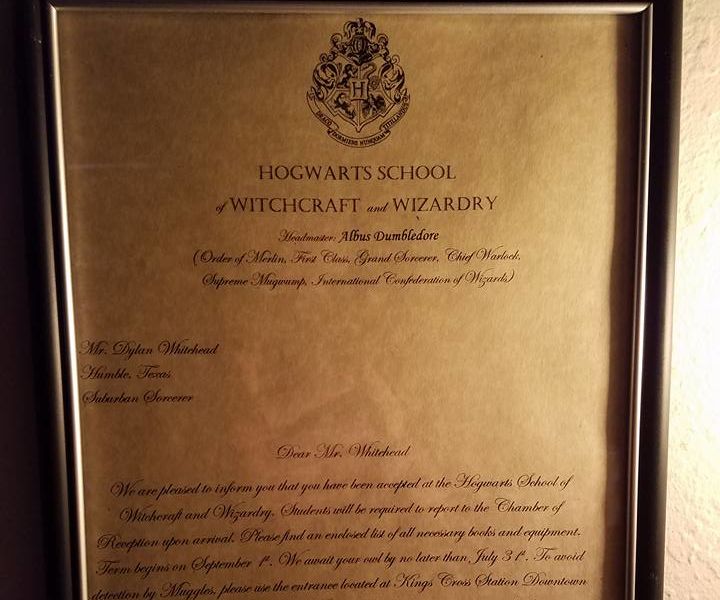 H
DRACO DORMIENS NUNQUAM TITILLANDUS
HOGWARTS SCHOOL
of WITCHCRAFT and WIZARDRY
Headmaster: Albus Dumbledore
(Order of Merlin, First Class, Grand Sorcerer, Chief Warlock,
Supreme Mugwump, International Confederation of Wizards)
Mr. Dylan Whitehead
Humble, Texas
Suburban Sorcerer
Dear Mr. Whitehead
We are pleased to inform you that you have been accepted at the Hogwarts School of
Witchcraft and Wizardry. Students will be required to report to the Chamber of
Reception upon arrival. Please find an enclosed list of all necessary books and equipment.
Term begins on September 1st. We await your owl by no later than July 31st. To avoid
detection by Muggles, please use the entrance located at Kings Cross Station Downtown